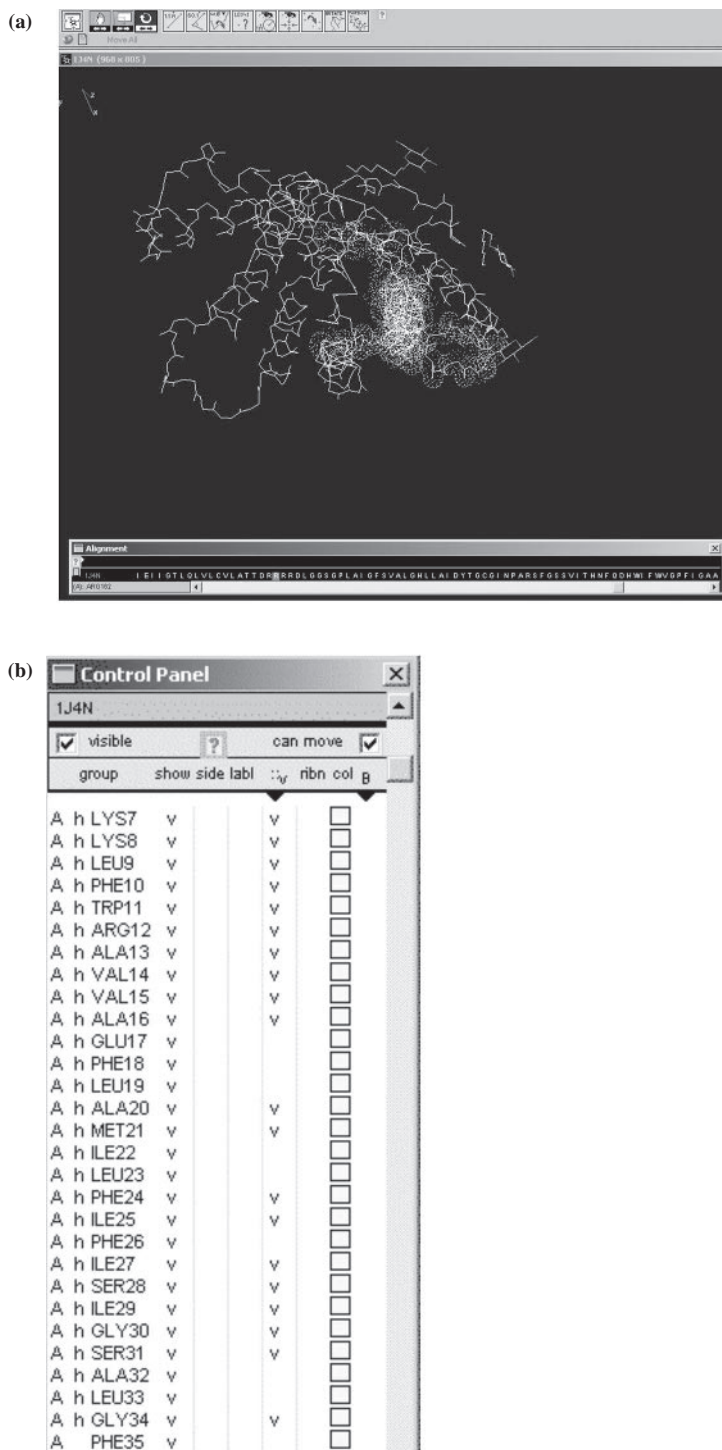 (a)
Move All
1J4N (968 x 805)
z
x
Alignment
1J4N
(b)
Control Panel
1J4N
visible ? can move
group show side labl ::v ribn col B
A h LYS7 v v
A h LYS8 v v
A h LEU9 v v
A h PHE10 v v
A h TRP11 v v
A h ARG12 v v
A h ALA13 v v
A h VAL14 v v
A h VAL15 v v
A h ALA16 v v
A h GLU17 v
A h PHE18 v
A h LEU19 v
A h ALA20 v v
A h MET21 v v
A h ILE22 v
A h LEU23 v
A h PHE24 v v
A h ILE25 v v
A h PHE26 v
A h ILE27 v v
A h SER28 v v
A h ILE29 v v
A h GLY30 v v
A h SER31 v v
A h ALA32 v
A h LEU33 v
A h GLY34 v v
A PHE35 v